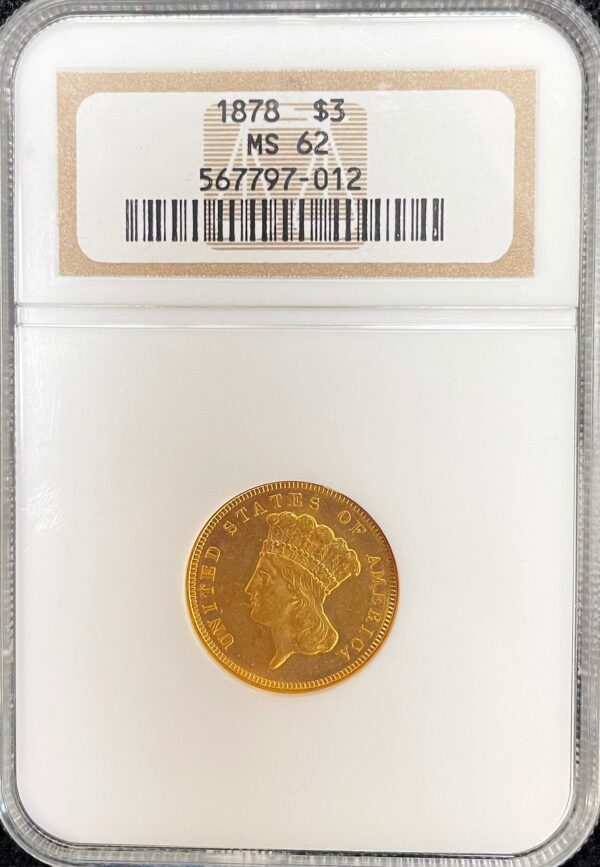 1878 $3
MS 62
567797-012
UNITED STATES OF AMERICA